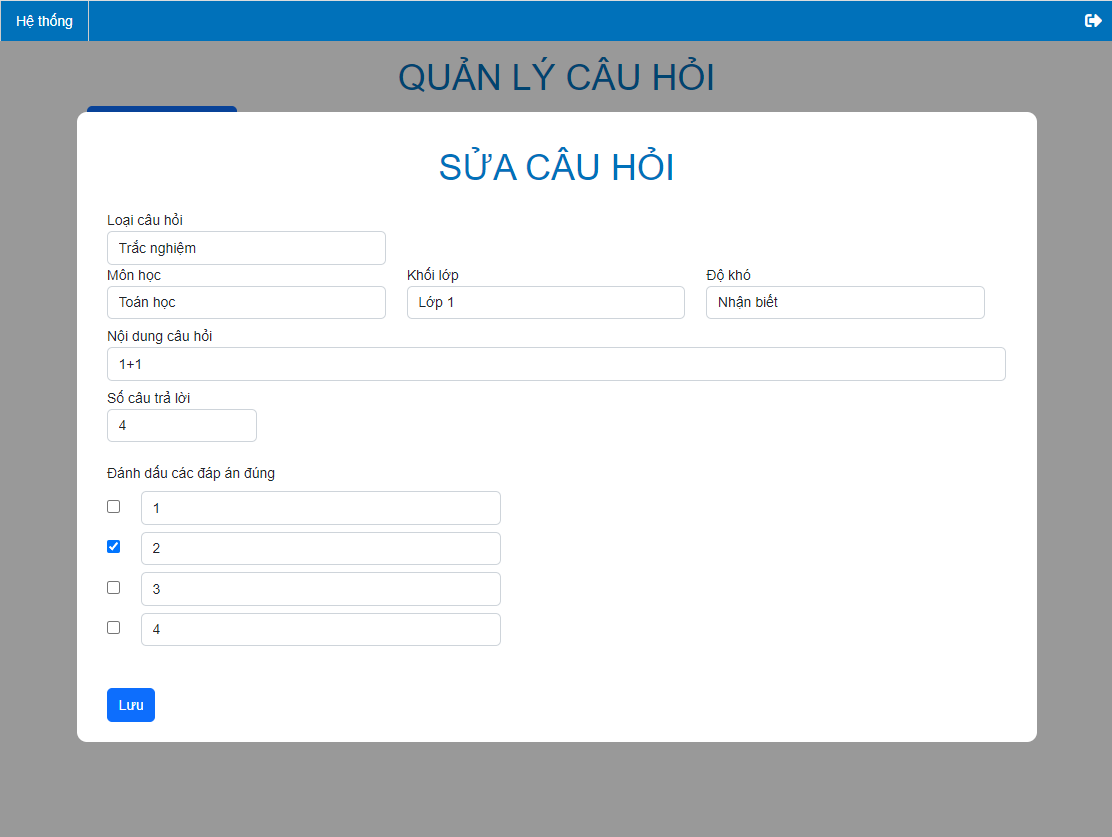 Hệ thống
QUẢN LÝ CÂU HỎI
SỬA CÂU HỎI
Loại câu hỏi
Trắc nghiệm
Môn học Khối lớp Độ khó
Toán học Lớp 1 Nhận biết
Nội dung câu hỏi
1+1
Số câu trả lời
4
Đánh dấu các đáp án đúng
1
2
3
4
Lưu